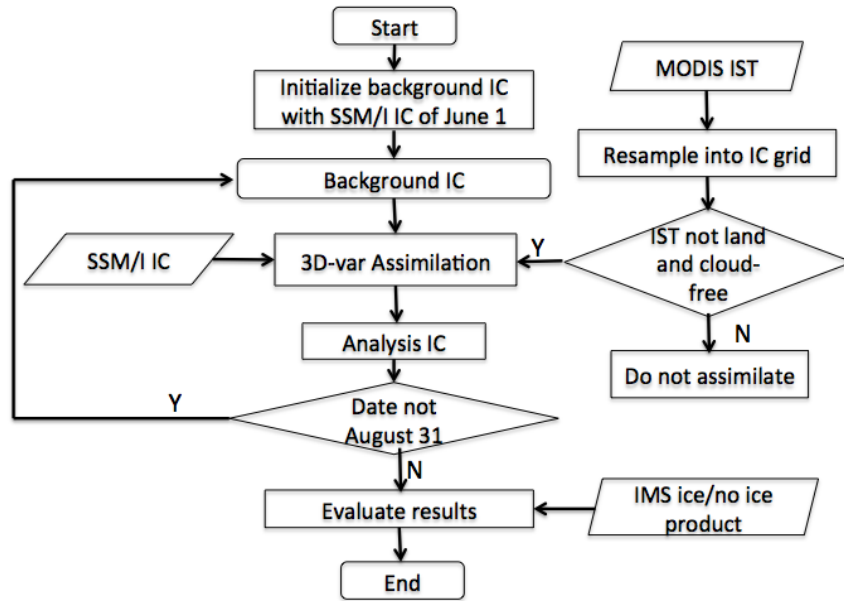 Start
Initialize background IC
with SSM/I IC of June 1
MODIS IST
Resample into IC grid
Background IC
SSM/I IC
3D-var Assimilation
Y
IST not land
and cloud-
free
N
Analysis IC
Do not assimilate
Y
Date not
August 31
N
Evaluate results
IMS ice/no ice
product
End